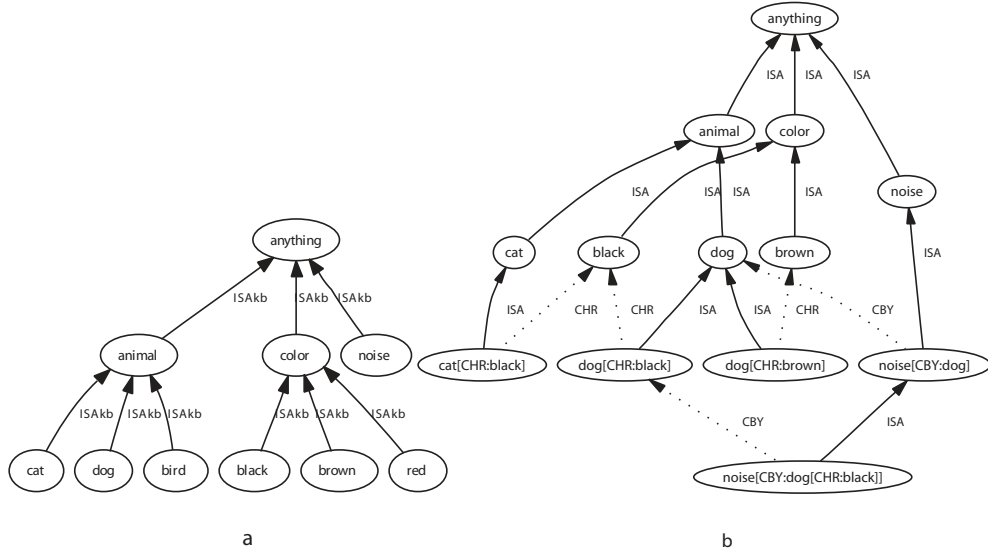 anything
ISA ISA ISA
animal color
noise
ISA ISA ISA ISA
anything
cat black dog brown
ISA
ISAkb ISAkb ISAkb
ISA CHR CHR ISA ISA CHR CBY
animal color noise
cat[CHR:black] dog[CHR:black] dog[CHR:brown] noise[CBY:dog]
ISAkb ISAkb ISAkb ISAkb ISAkb ISAkb
CBY ISA
cat dog bird black brown red
noise[CBY:dog[CHR:black]]
a b